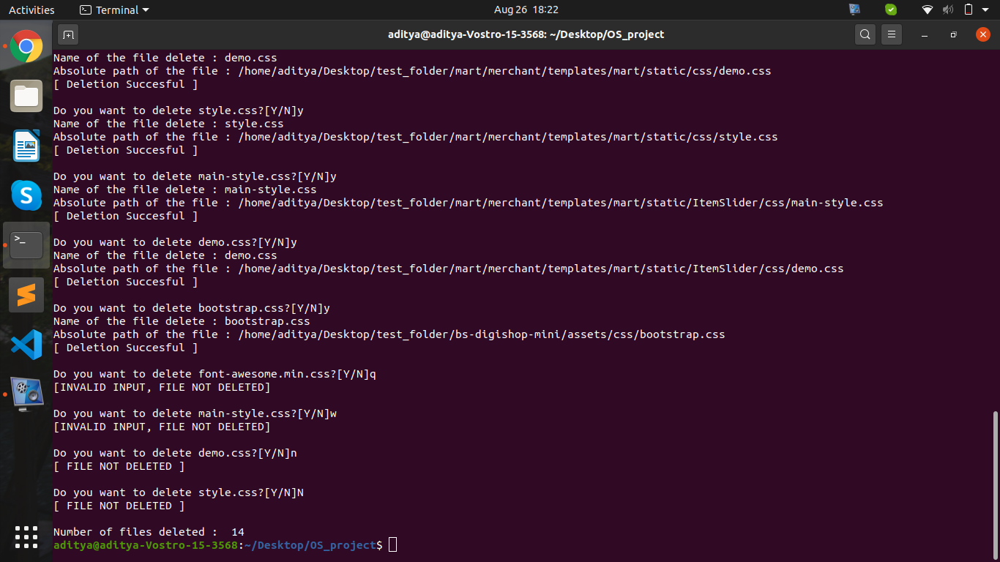 Activities
Terminal
Aug 26 18:22
aditya@aditya-Vostro-15-3568: ~/Desktop/OS_project
Name of the file delete : demo.css
Absolute path of the file : /home/aditya/Desktop/test_folder/mart/merchant/templates/mart/static/css/demo.css
[ Deletion Succesful ]
Do you want to delete style.css?[Y/N]y
Name of the file delete : style.css
Absolute path of the file : /home/aditya/Desktop/test_folder/mart/merchant/templates/mart/static/css/style.css
[ Deletion Succesful ]
Do you want to delete main-style.css?[Y/N]y
Name of the file delete : main-style.css
Absolute path of the file : /home/aditya/Desktop/test_folder/mart/merchant/templates/mart/static/ItemSlider/css/main-style.css
[ Deletion Succesful ]
Do you want to delete demo.css?[Y/N]y
Name of the file delete : demo.css
Absolute path of the file : /home/aditya/Desktop/test_folder/mart/merchant/templates/mart/static/ItemSlider/css/demo.css
[ Deletion Succesful ]
Do you want to delete bootstrap.css?[Y/N]y
Name of the file delete : bootstrap.css
Absolute path of the file : /home/aditya/Desktop/test_folder/bs-digishop-mini/assets/css/bootstrap.css
[ Deletion Succesful ]
Do you want to delete font-awesome.min.css?[Y/N]q
[INVALID INPUT, FILE NOT DELETED]
Do you want to delete main-style.css?[Y/N]w
[INVALID INPUT, FILE NOT DELETED]
Do you want to delete demo.css?[Y/N]n
[ FILE NOT DELETED ]
Do you want to delete style.css?[Y/N]N
[ FILE NOT DELETED ]
Number of files deleted :  14
aditya@aditya-Vostro-15-3568:~/Desktop/OS_project$